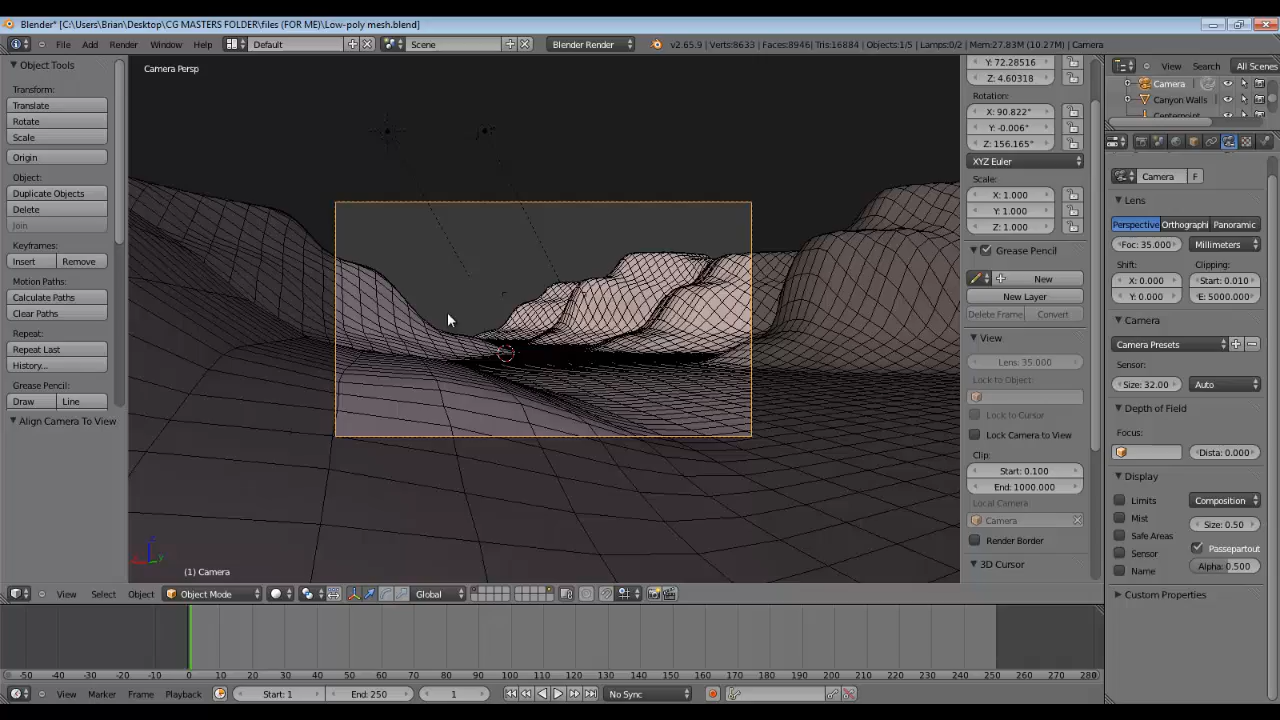 Blender* [C:\Users\Brian\Desktop\CG MASTERS FOLDER\files (FOR ME)\Low-poly mesh.blend]
File Add Render Window Help Default Scene Blender Render v2.65.9 | Verts:8633 | Faces:8946| Tris:16884 | Objects:1/5 | Lamps:0/2 | Mem:27.83M (10.27M) | Camera
Object Tools
Transform:
Translate
Rotate
Scale
Origin
Object:
Duplicate Objects
Delete
Join
Keyframes:
Insert Remove
Motion Paths:
Calculate Paths
Clear Paths
Repeat:
Repeat Last
History...
Grease Pencil:
Draw Line
Align Camera To View
Camera Persp
(1) Camera
Y: 72.28516
Z: 4.60318
Rotation:
X: 90.822°
Y: -0.006°
Z: 156.165°
XYZ Euler
Scale:
X: 1.000
Y: 1.000
Z: 1.000
Grease Pencil
New
New Layer
Delete Frame Convert
View
Lens: 35.000
Lock to Object:
Lock to Cursor
Lock Camera to View
Clip:
Start: 0.100
End: 1000.000
Local Camera
Camera
Render Border
3D Cursor
View Search All Scenes
Camera
Canyon Walls
Camera F
Lens
Perspective Orthographi Panoramic
Foc: 35.000 Millimeters
Shift: Clipping:
X: 0.000 Start: 0.010
Y: 0.000 E: 5000.000
Camera
Camera Presets
Sensor:
Size: 32.00 Auto
Depth of Field
Focus:
Dista: 0.000
Display
Limits Composition
Mist Size: 0.50
Safe Areas
Sensor Passepartout
Name Alpha: 0.500
Custom Properties
View Select Object Object Mode Global
-50 -40 -30 -20 -10 0 10 20 30 40 50 60 70 80 90 100 110 120 130 140 150 160 170 180 190 200 210 220 230 240 250 260 270 280
View Marker Frame Playback Start: 1 End: 250 1 No Sync